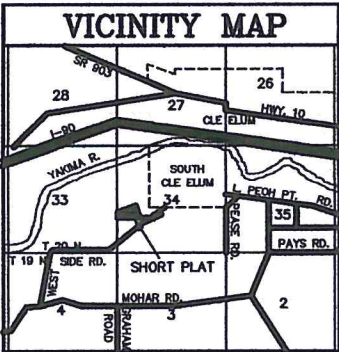 VICINITY MAP
SR 903
26
28
27
HWY. 10
CLE ELUM
I-90
YAKIMA R.
SOUTH
CLE ELUM
33
34
L. PEOH PT. RD.
PEASE RD.
35
T 20 N
T 19 N
SIDE RD.
WEST
PAYS RD.
SHORT PLAT
MOHAR RD.
4
3
2
GRAHAM
ROAD